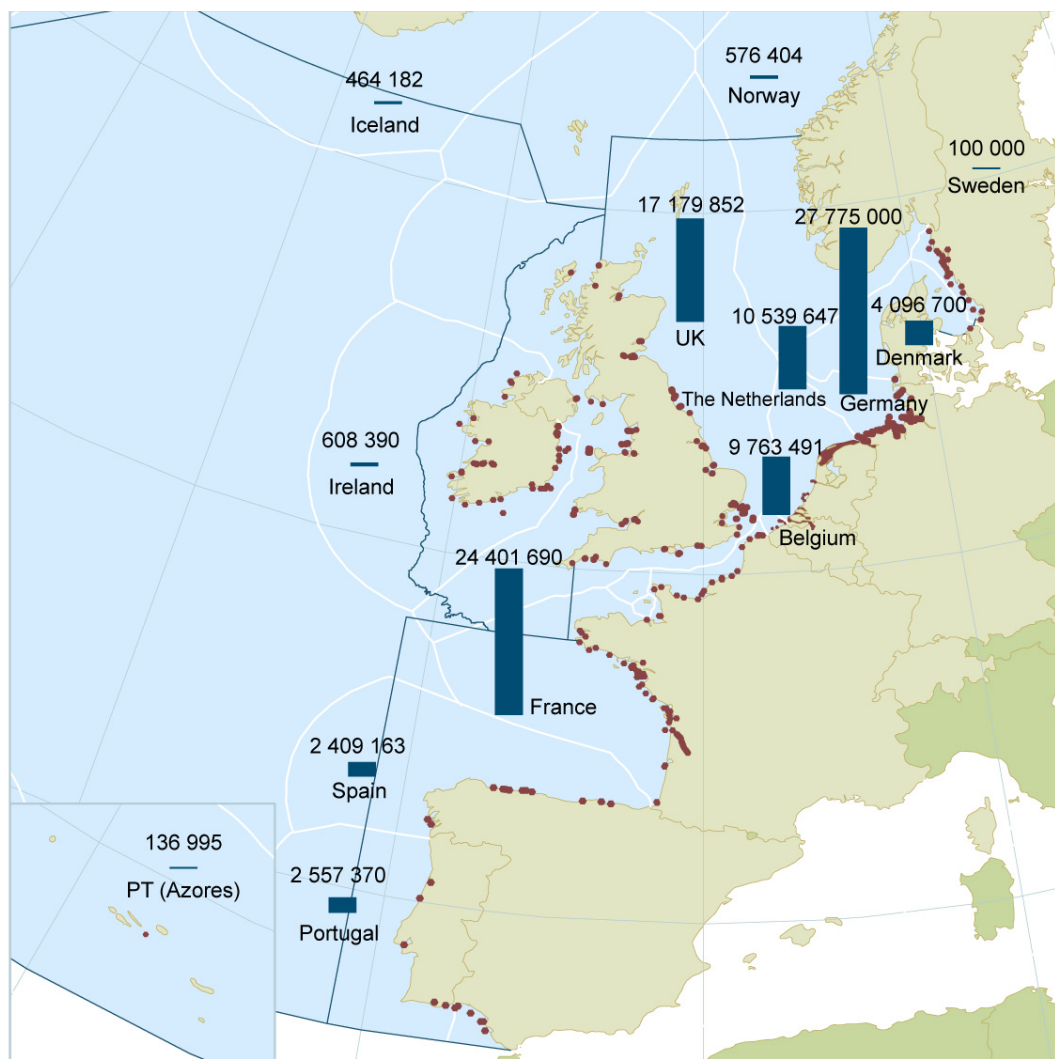 576 404
Norway
464 182
Iceland
100 000
Sweden
17 179 852
UK
27 775 000
Germany
10 539 647
The Netherlands
4 096 700
Denmark
608 390
Ireland
9 763 491
Belgium
24 401 690
France
2 409 163
Spain
136 995
PT (Azores)
2 557 370
Portugal